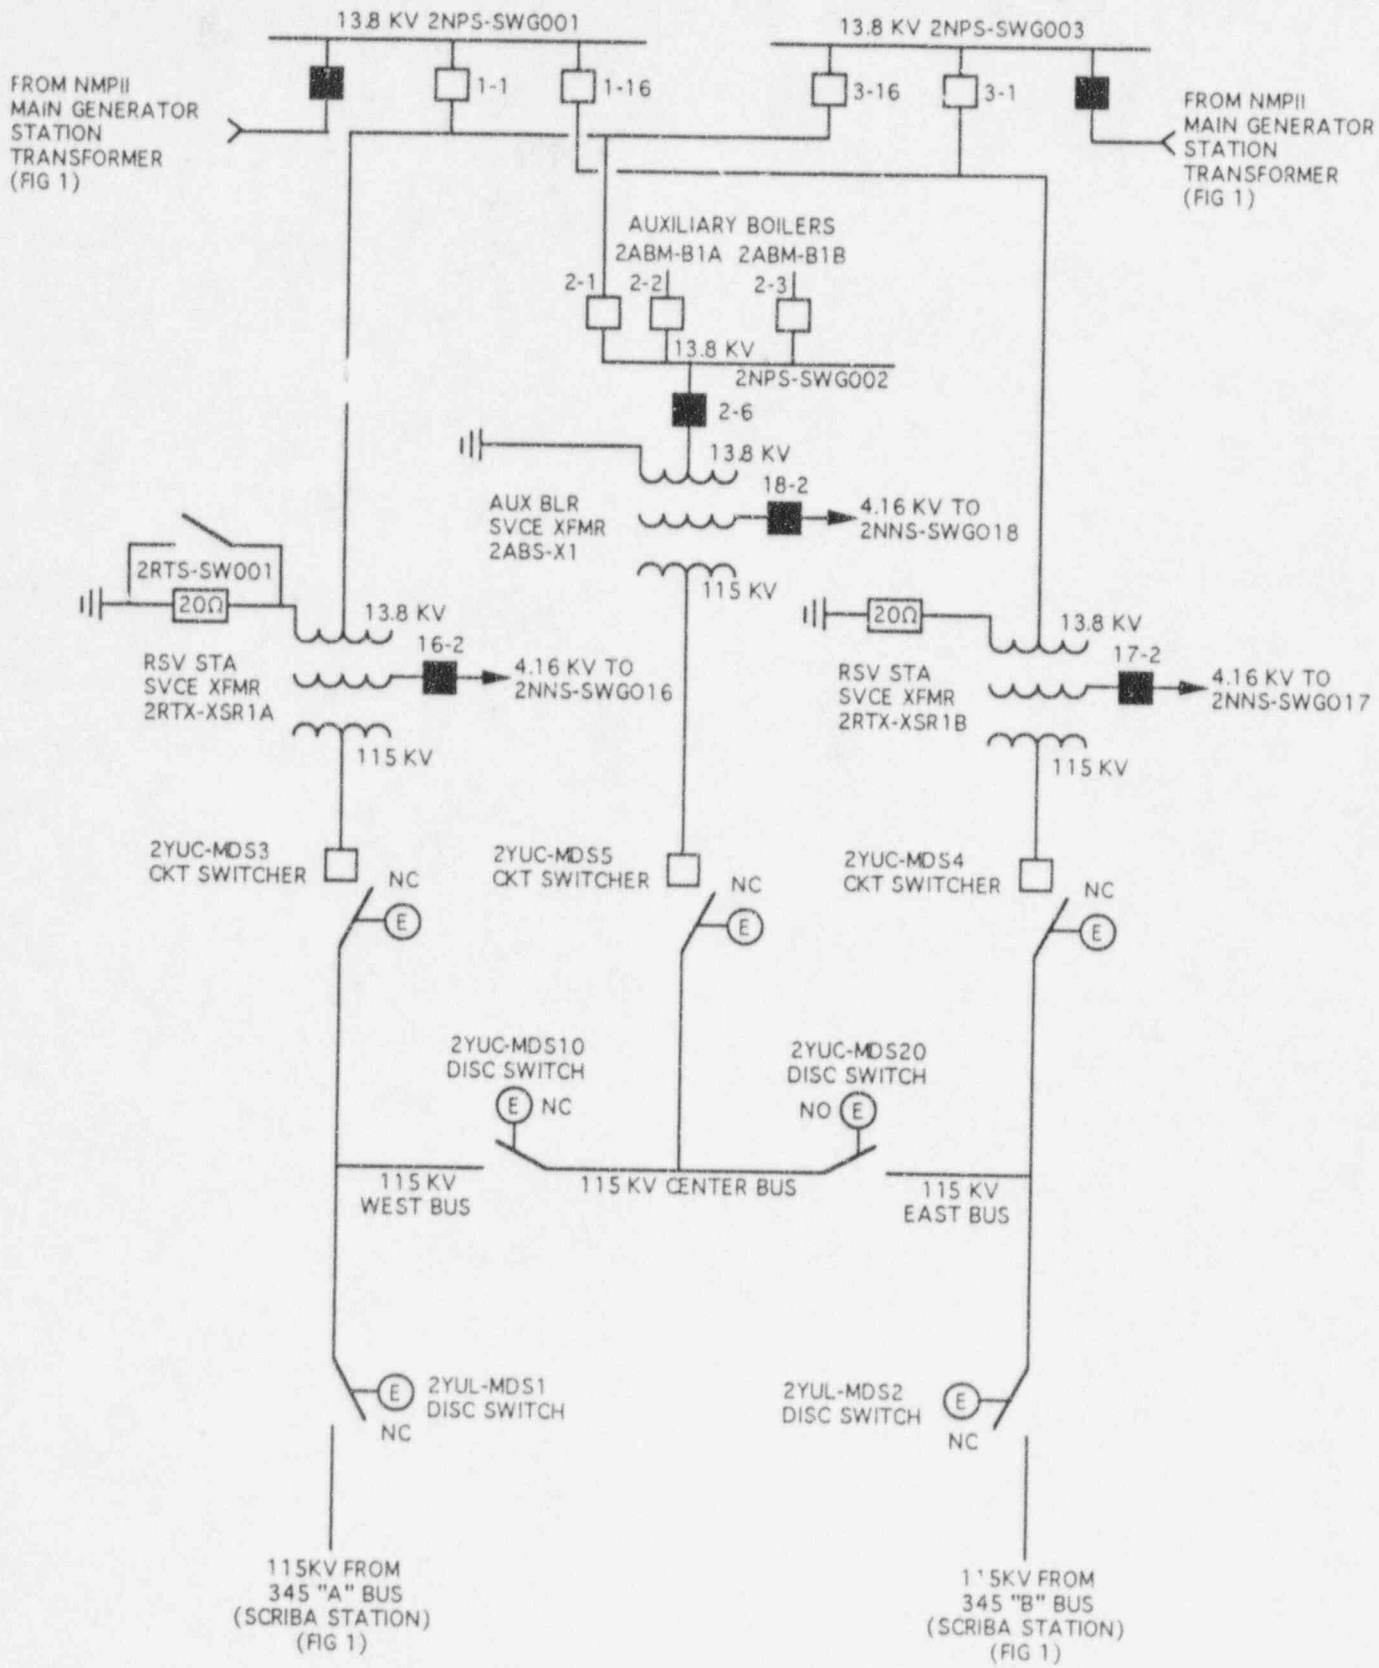 13.8 KV 2NPS-SWG001
13.8 KV 2NPS-SWG003
FROM NMPII
MAIN GENERATOR
STATION
TRANSFORMER
(FIG 1)
1-1
1-16
3-16
3-1
FROM NMPII
MAIN GENERATOR
STATION
TRANSFORMER
(FIG 1)
AUXILIARY BOILERS
2ABM-B1A 2ABM-B1B
2-1
2-2
2-3
13.8 KV
2NPS-SWG002
2-6
13.8 KV
AUX BLR
SVCE XFMR
2ABS-X1
18-2
4.16 KV TO
2NNS-SWG018
115 KV
2RTS-SW001
20Ω
13.8 KV
RSV STA
SVCE XFMR
2RTX-XSR1A
16-2
4.16 KV TO
2NNS-SWG016
115 KV
20Ω
13.8 KV
RSV STA
SVCE XFMR
2RTX-XSR1B
17-2
4.16 KV TO
2NNS-SWG017
115 KV
2YUC-MDS3
CKT SWITCHER
NC
E
2YUC-MDS5
CKT SWITCHER
NC
E
2YUC-MDS4
CKT SWITCHER
NC
E
2YUC-MDS10
DISC SWITCH
E NC
2YUC-MDS20
DISC SWITCH
NO E
115 KV
WEST BUS
115 KV CENTER BUS
115 KV
EAST BUS
E
2YUL-MDS1
DISC SWITCH
NC
2YUL-MDS2
DISC SWITCH
E
NC
115KV FROM
345 "A" BUS
(SCRIBA STATION)
(FIG 1)
115KV FROM
345 "B" BUS
(SCRIBA STATION)
(FIG 1)